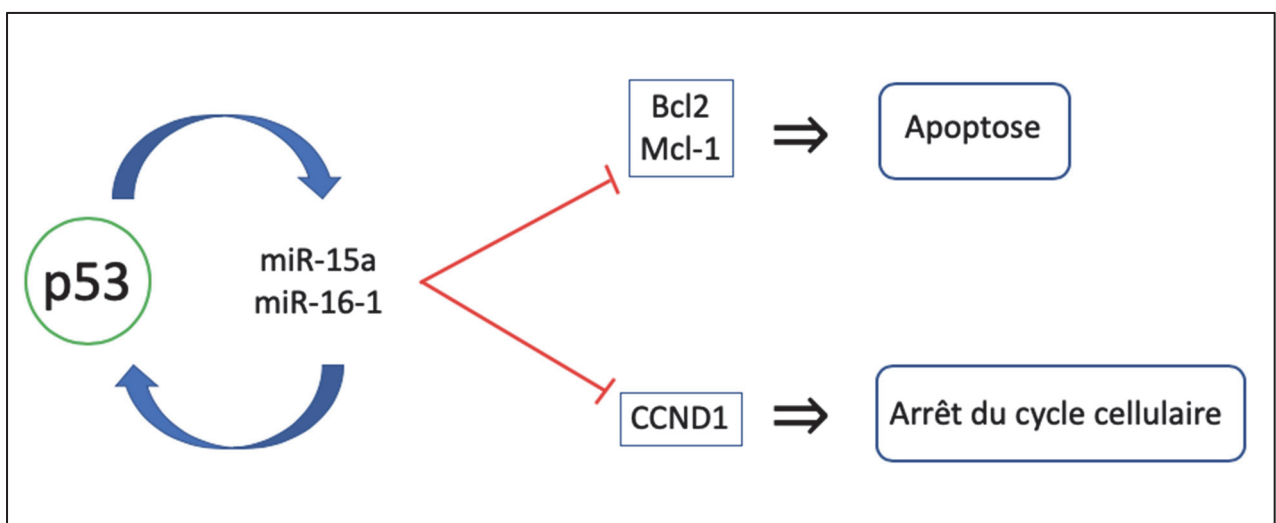 p53
miR-15a
miR-16-1
Bcl2
Mcl-1
Apoptose
CCND1
Arrêt du cycle cellulaire